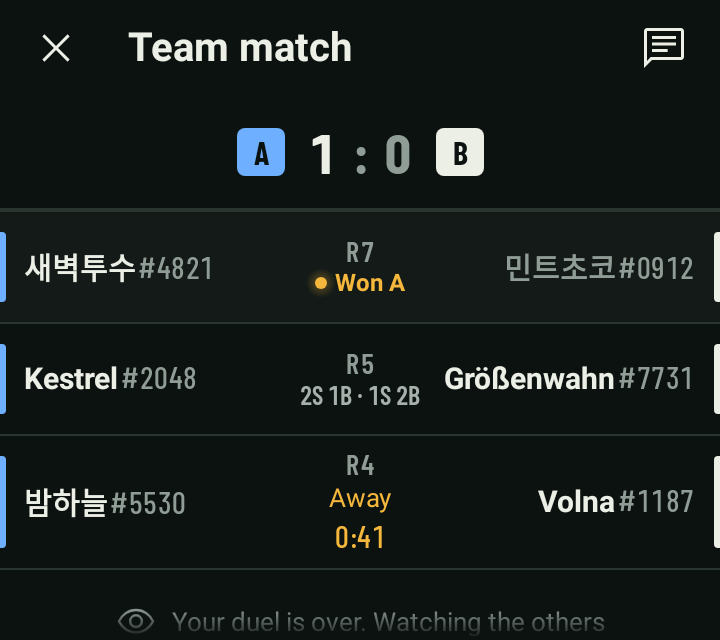 Team match
A 1 : 0 B
새벽투수#4821 R7 민트초코#0912
Won A
Kestrel#2048 R5 Größenwahn#7731
2S 1B · 1S 2B
밤하늘#5530 R4 Volna#1187
Away
0:41
Your duel is over. Watching the others